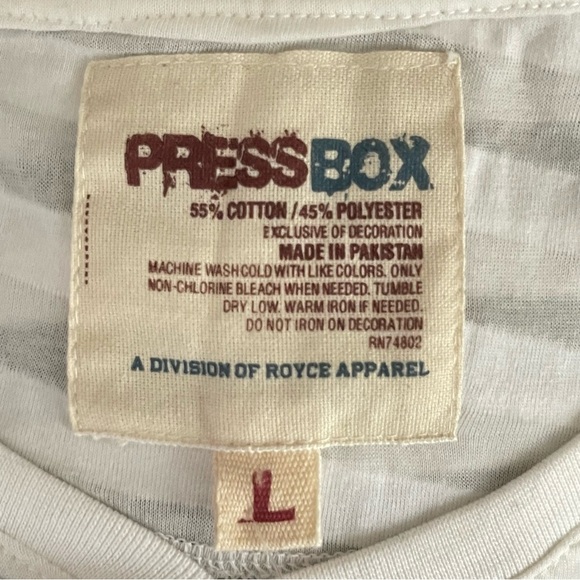 PRESSBOX
55% COTTON / 45% POLYESTER
EXCLUSIVE OF DECORATION
MADE IN PAKISTAN
MACHINE WASH COLD WITH LIKE COLORS. ONLY
NON-CHLORINE BLEACH WHEN NEEDED. TUMBLE
DRY LOW. WARM IRON IF NEEDED.
DO NOT IRON ON DECORATION
RN74802
A DIVISION OF ROYCE APPAREL
L